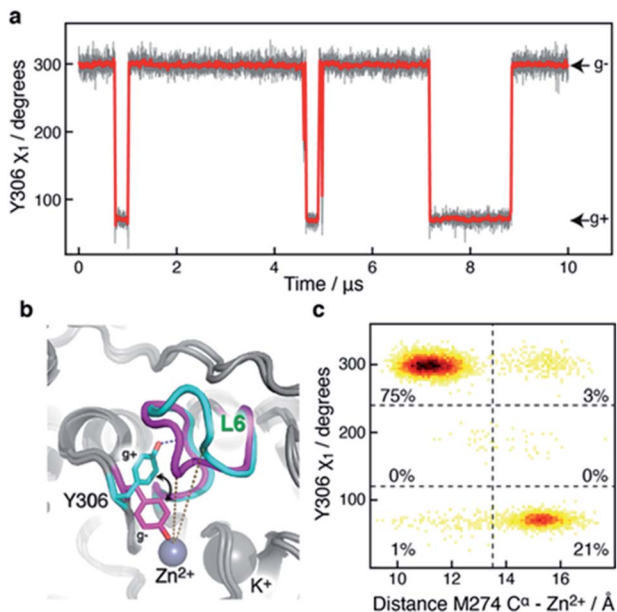 a
Y306 χ₁ / degrees
300
200
100
g-
g+
0
2
4
6
8
10
Time / µs
b
L6
g+
Y306
g-
Zn²⁺
K⁺
c
Y306 χ₁ / degrees
300
200
100
75%
3%
0%
0%
1%
21%
10
12
14
16
Distance M274 Cᵅ - Zn²⁺ / Å